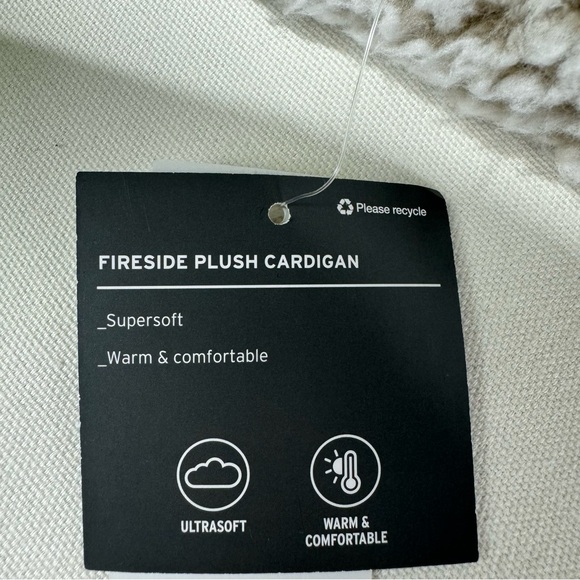 Please recycle
FIRESIDE PLUSH CARDIGAN
_Supersoft
_Warm & comfortable
ULTRASOFT
WARM &
COMFORTABLE